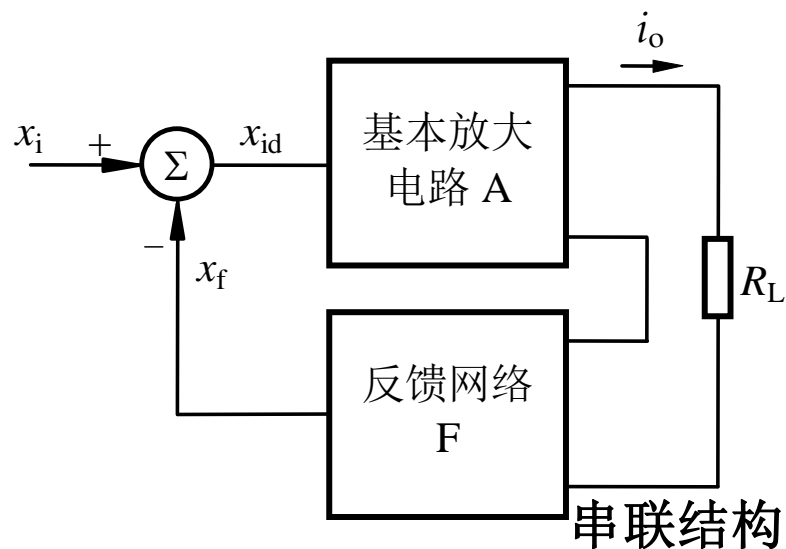 i_o
x_i
+
Σ
x_id
基本放大
电路 A
−
x_f
R_L
反馈网络
F
串联结构